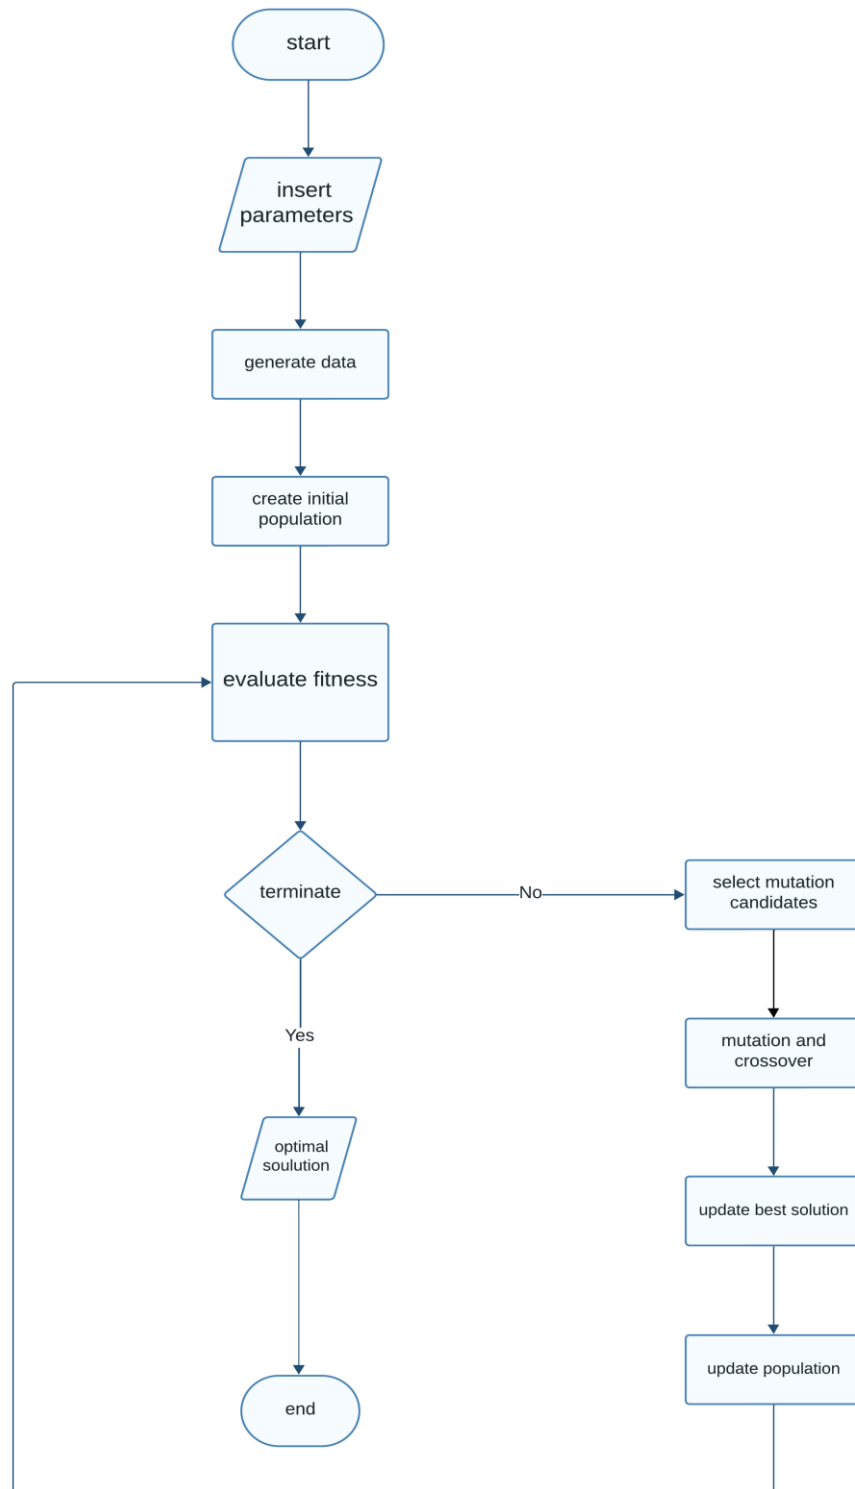 start
insert
parameters
generate data
create initial
population
evaluate fitness
terminate
No
select mutation
candidates
mutation and
crossover
Yes
optimal
soulution
update best solution
update population
end